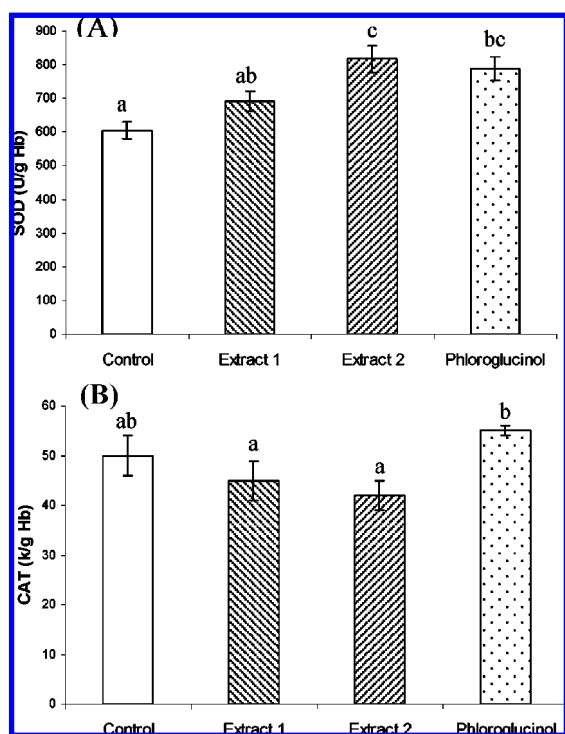 (A)
900
800
700
600
500
400
300
200
100
0
SOD (U/g Hb)
a
ab
c
bc
Control Extract 1 Extract 2 Phloroglucinol
(B)
60
50
40
30
20
10
0
CAT (k/g Hb)
ab
a
a
b
Control Extract 1 Extract 2 Phloroglucinol